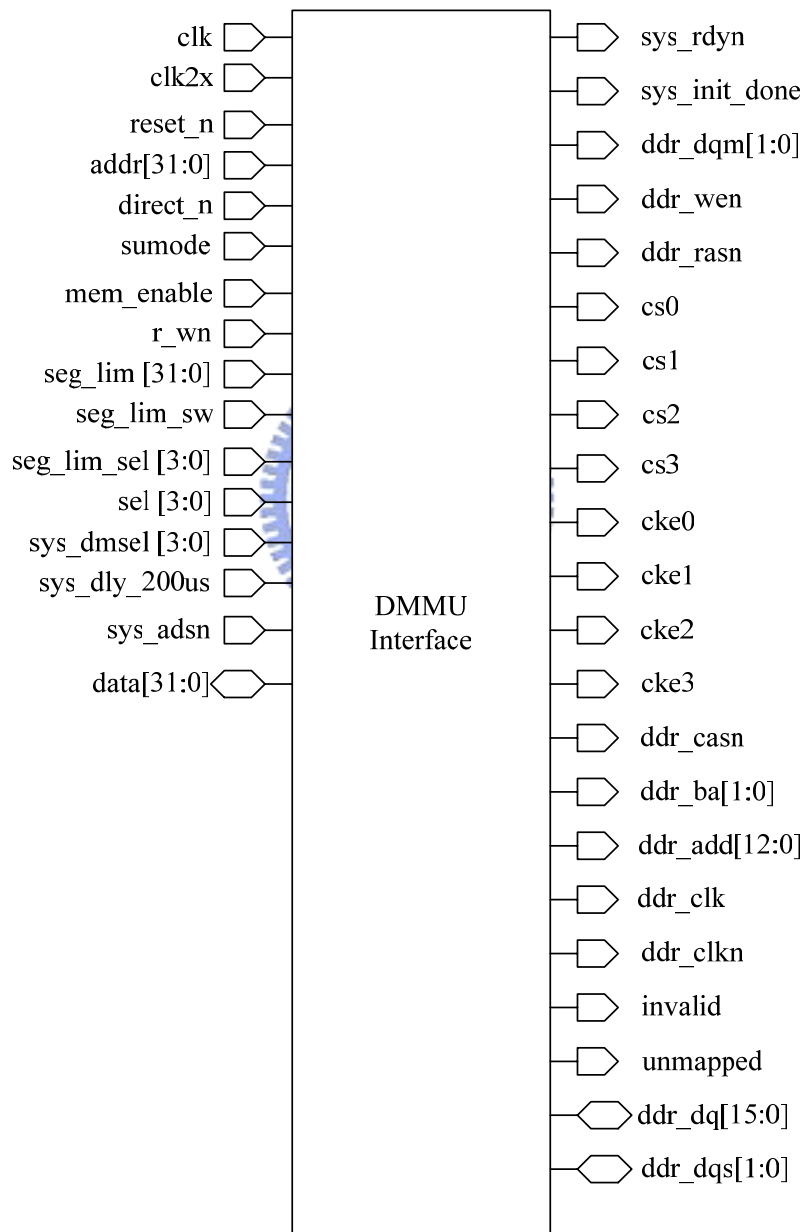 clk
clk2x
reset_n
addr[31:0]
direct_n
sumode
mem_enable
r_wn
seg_lim [31:0]
seg_lim_sw
seg_lim_sel [3:0]
sel [3:0]
sys_dmsel [3:0]
sys_dly_200us
sys_adsn
data[31:0]
DMMU
Interface
sys_rdyn
sys_init_done
ddr_dqm[1:0]
ddr_wen
ddr_rasn
cs0
cs1
cs2
cs3
cke0
cke1
cke2
cke3
ddr_casn
ddr_ba[1:0]
ddr_add[12:0]
ddr_clk
ddr_clkn
invalid
unmapped
ddr_dq[15:0]
ddr_dqs[1:0]